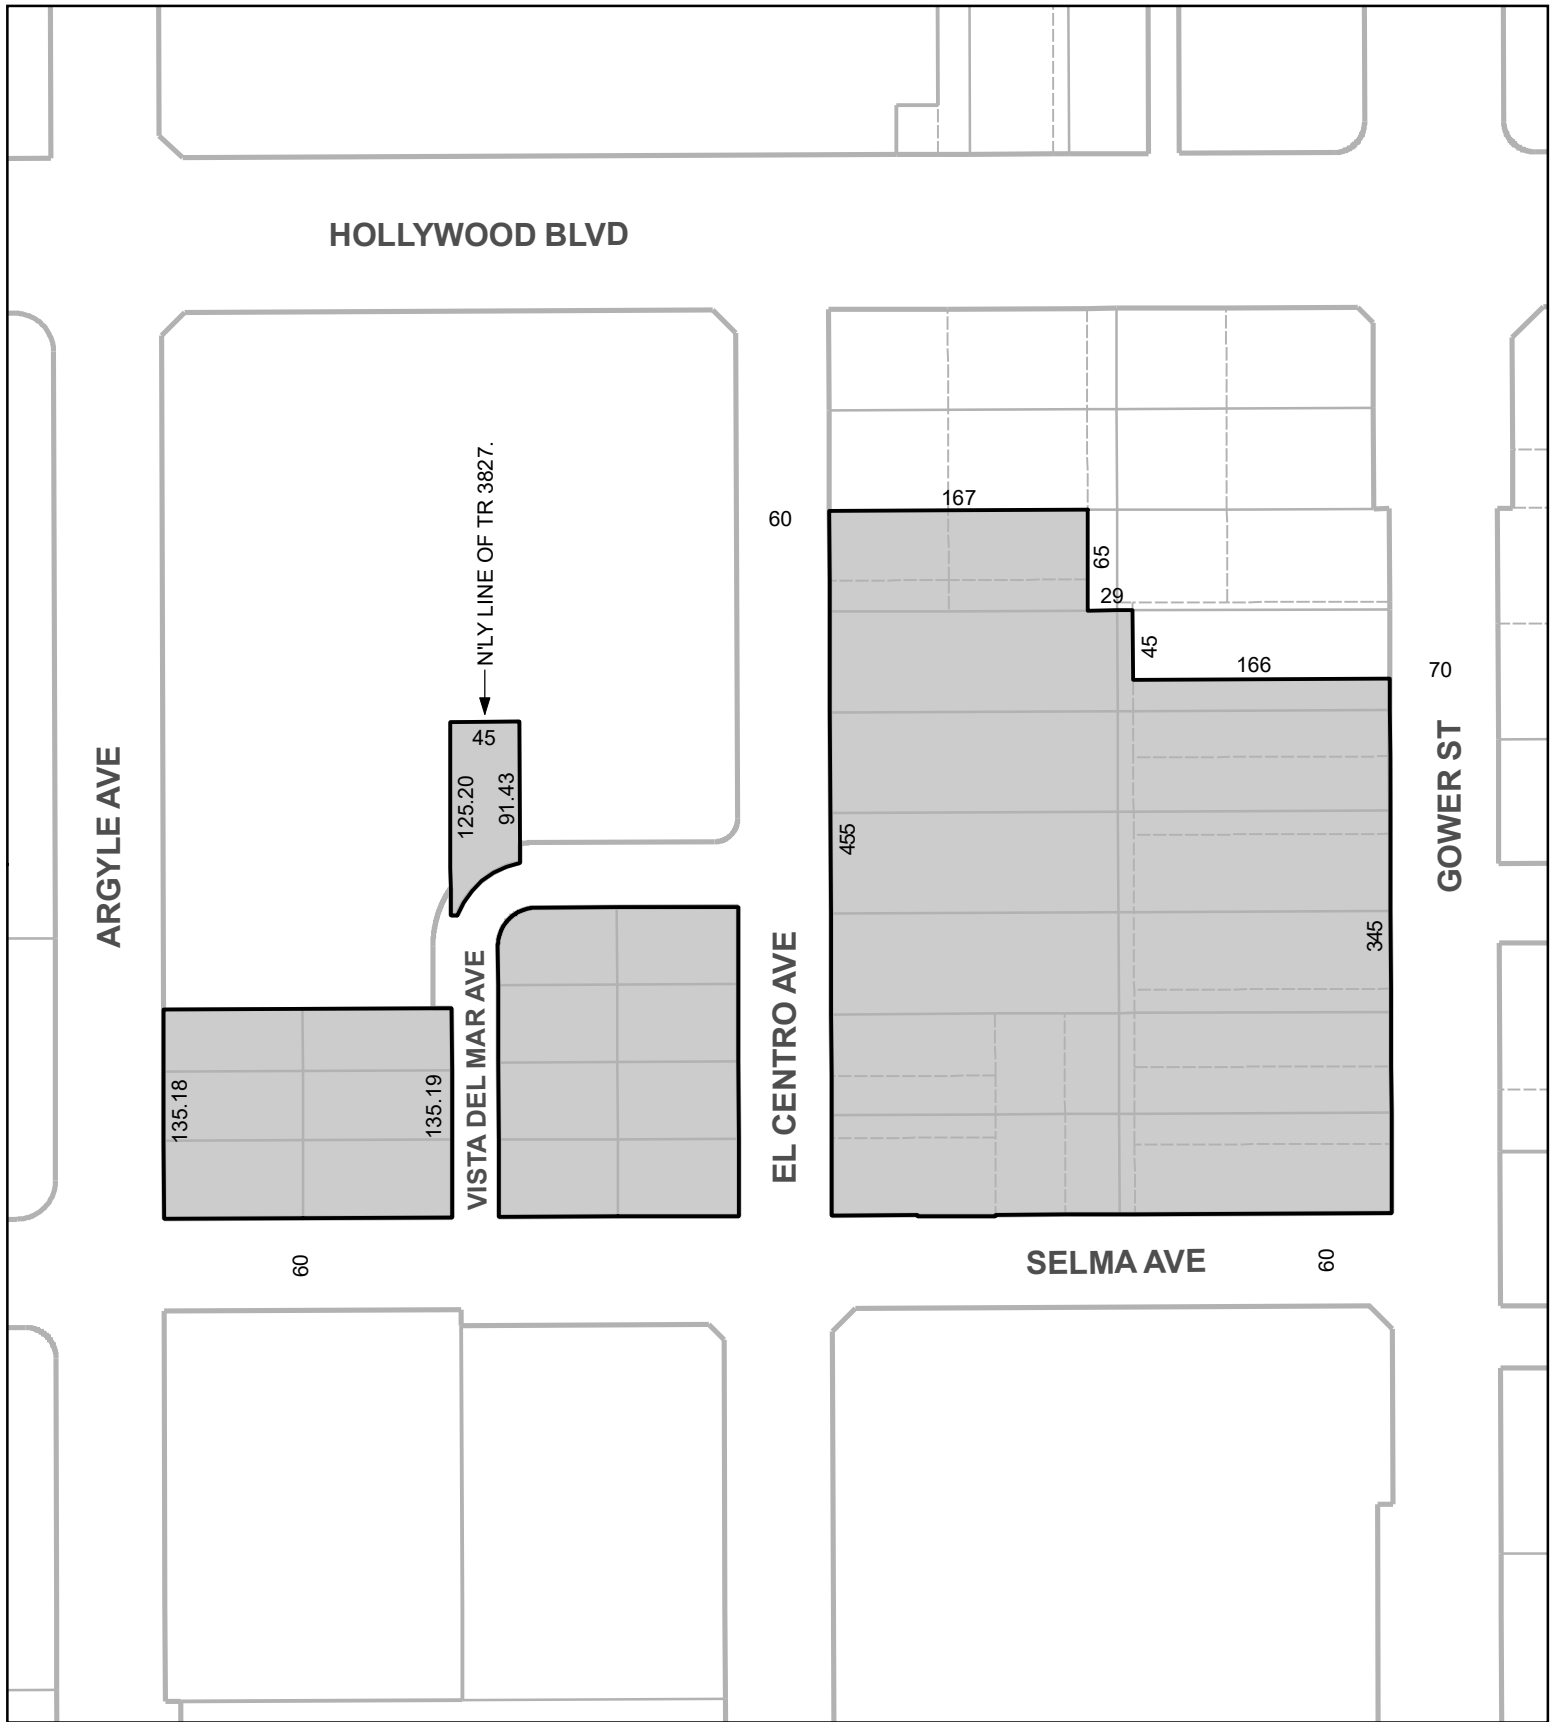 HOLLYWOOD BLVD
N'LY LINE OF TR 3827.
60
167
65
29
45
166
70
45
125.20
91.43
455
345
ARGYLE AVE
GOWER ST
VISTA DEL MAR AVE
EL CENTRO AVE
135.18
135.19
60
SELMA AVE
60